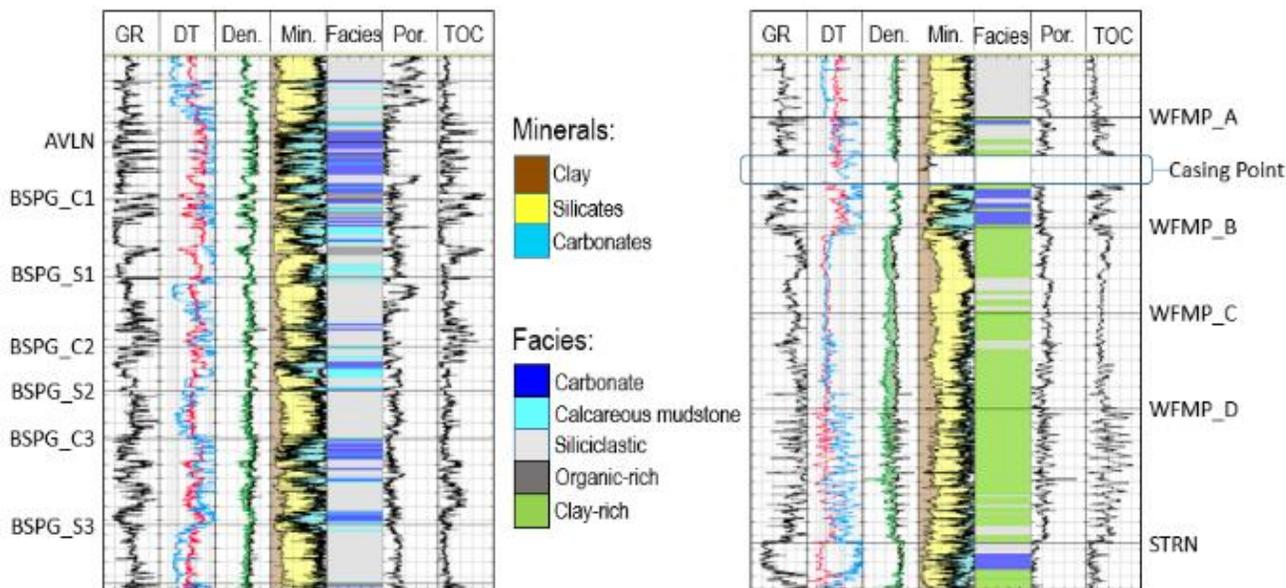 GR DT Den. Min. Facies Por. TOC
AVLN
BSPG_C1
BSPG_S1
BSPG_C2
BSPG_S2
BSPG_C3
BSPG_S3
Minerals:
Clay
Silicates
Carbonates
Facies:
Carbonate
Calcareous mudstone
Siliciclastic
Organic-rich
Clay-rich
GR DT Den. Min. Facies Por. TOC
WFMP_A
Casing Point
WFMP_B
WFMP_C
WFMP_D
STRN